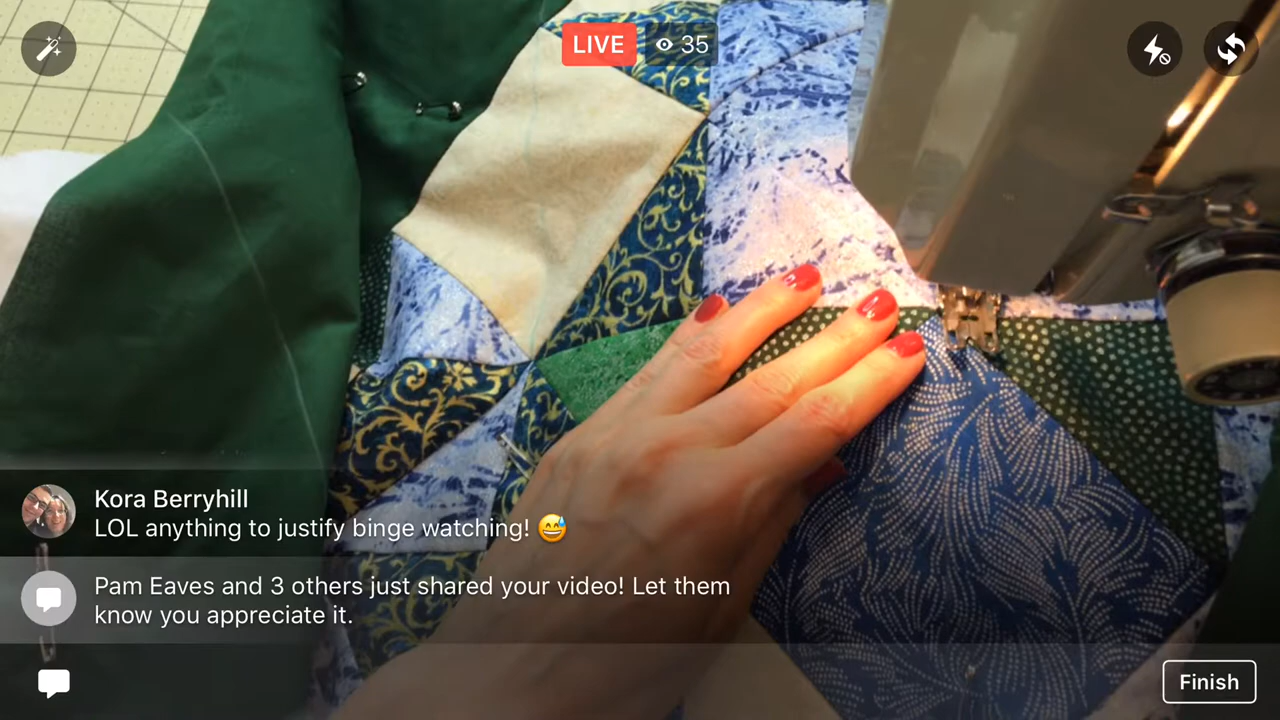 LIVE 35
Kora Berryhill
LOL anything to justify binge watching! 😅
Pam Eaves and 3 others just shared your video! Let them
know you appreciate it.
Finish